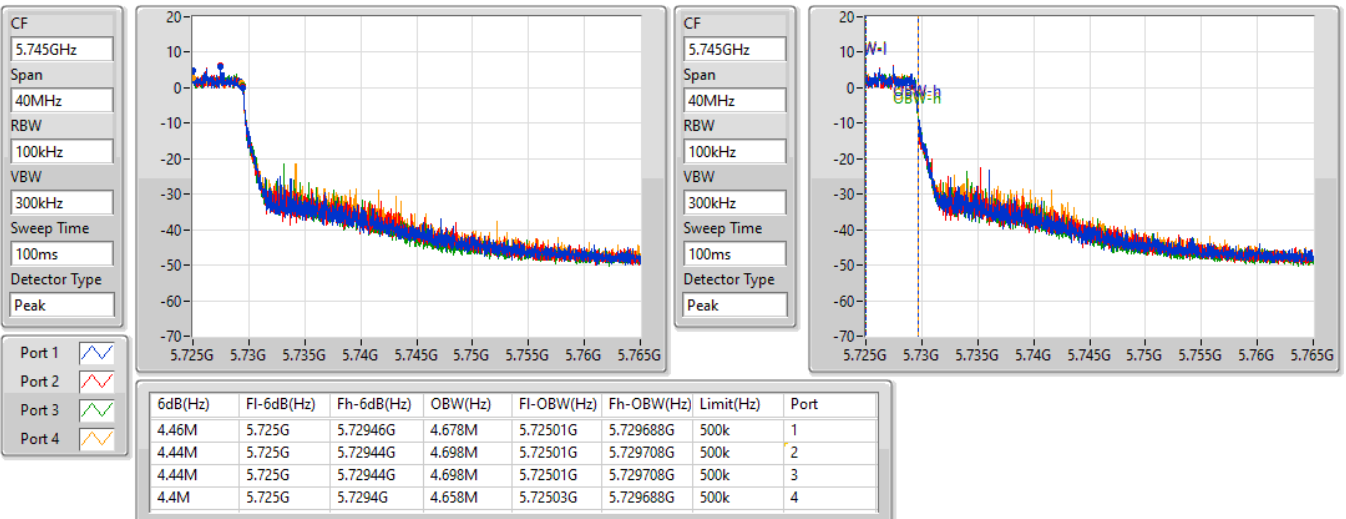 CF
5.745GHz
Span
40MHz
RBW
100kHz
VBW
300kHz
Sweep Time
100ms
Detector Type
Peak
20
10
0
-10
-20
-30
-40
-50
-60
-70
5.725G 5.73G 5.735G 5.74G 5.745G 5.75G 5.755G 5.76G 5.765G
CF
5.745GHz
Span
40MHz
RBW
100kHz
VBW
300kHz
Sweep Time
100ms
Detector Type
Peak
20
10
0
-10
-20
-30
-40
-50
-60
-70
W-l
OBW-h
OBW-h
5.725G 5.73G 5.735G 5.74G 5.745G 5.75G 5.755G 5.76G 5.765G
Port 1
Port 2
Port 3
Port 4
6dB(Hz) Fl-6dB(Hz) Fh-6dB(Hz) OBW(Hz) Fl-OBW(Hz) Fh-OBW(Hz) Limit(Hz) Port
4.46M 5.725G 5.72946G 4.678M 5.72501G 5.729688G 500k 1
4.44M 5.725G 5.72944G 4.698M 5.72501G 5.729708G 500k 2
4.44M 5.725G 5.72944G 4.698M 5.72501G 5.729708G 500k 3
4.4M 5.725G 5.7294G 4.658M 5.72503G 5.729688G 500k 4